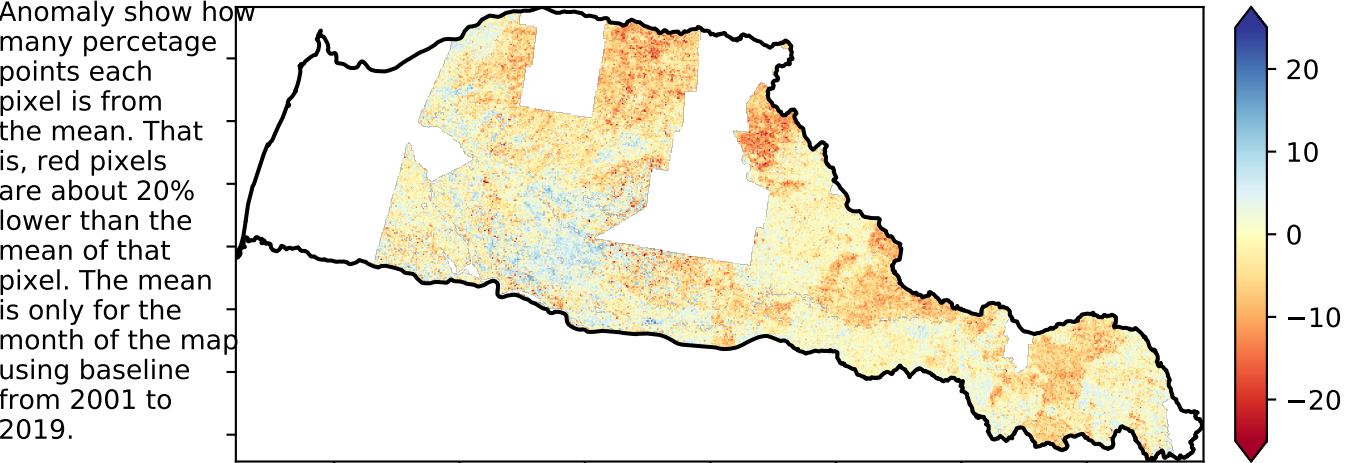 Anomaly show how
many percetage
points each
pixel is from
the mean. That
is, red pixels
are about 20%
lower than the
mean of that
pixel. The mean
is only for the
month of the map
using baseline
from 2001 to
2019.
20
10
0
−10
−20